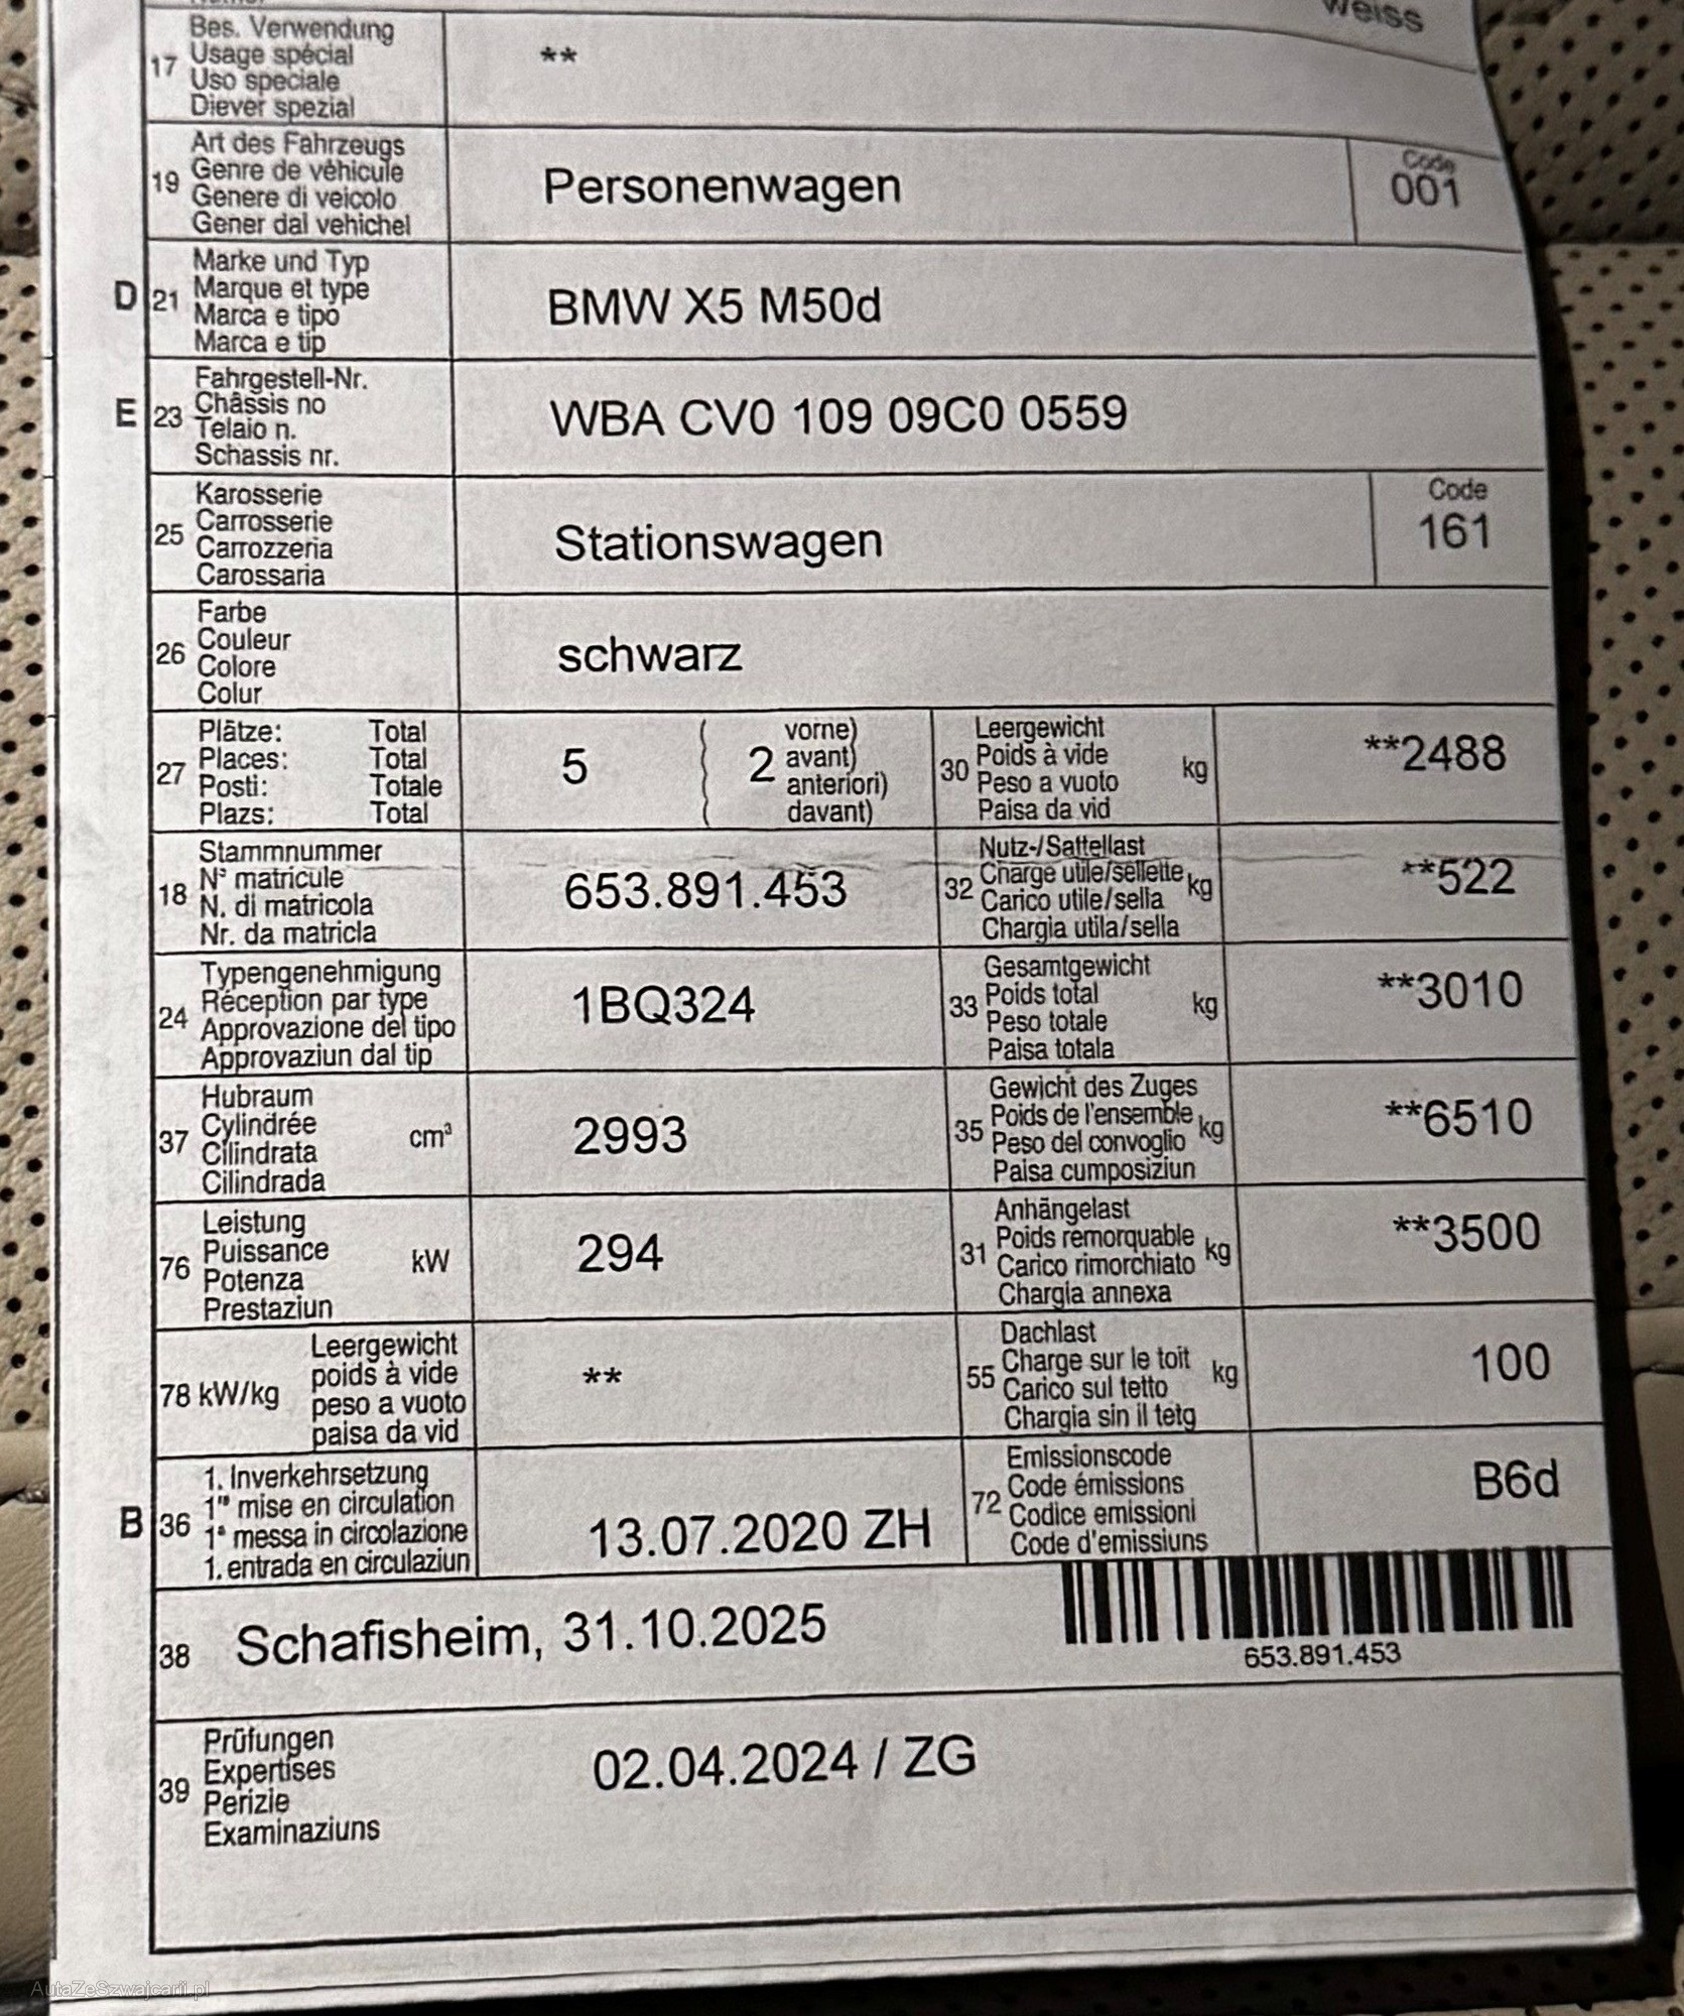 weiss
17
Bes. Verwendung
Usage spécial
Uso speciale
Diever spezial
**
19
Art des Fahrzeugs
Genre de véhicule
Genere di veicolo
Gener dal vehichel
Personenwagen
Code
001
D 21
Marke und Typ
Marque et type
Marca e tipo
Marca e tip
BMW X5 M50d
E 23
Fahrgestell-Nr.
Châssis no
Telaio n.
Schassis nr.
WBA CV0 109 09C0 0559
25
Karosserie
Carrosserie
Carrozzeria
Carossaria
Stationswagen
Code
161
26
Farbe
Couleur
Colore
Colur
schwarz
27
Plätze: Total
Places: Total
Posti: Totale
Plazs: Total
5
2
vorne)
avant)
anteriori)
davant)
30
Leergewicht
Poids à vide
Peso a vuoto
Paisa da vid
kg
**2488
18
Stammnummer
N° matricule
N. di matricola
Nr. da matricla
653.891.453
32
Nutz-/Sattellast
Charge utile/sellette
Carico utile/sella
Chargia utila/sella
kg
**522
24
Typengenehmigung
Réception par type
Approvazione del tipo
Approvaziun dal tip
1BQ324
33
Gesamtgewicht
Poids total
Peso totale
Paisa totala
kg
**3010
37
Hubraum
Cylindrée
Cilindrata
Cilindrada
cm³
2993
35
Gewicht des Zuges
Poids de l'ensemble
Peso del convoglio
Paisa cumposiziun
kg
**6510
76
Leistung
Puissance
Potenza
Prestaziun
kW
294
31
Anhängelast
Poids remorquable
Carico rimorchiato
Chargia annexa
kg
**3500
78 kW/kg
Leergewicht
poids à vide
peso a vuoto
paisa da vid
**
55
Dachlast
Charge sur le toit
Carico sul tetto
Chargia sin il tetg
kg
100
B 36
1. Inverkehrsetzung
1re mise en circulation
1a messa in circolazione
1. entrada en circulaziun
13.07.2020 ZH
72
Emissionscode
Code émissions
Codice emissioni
Code d'emissiuns
B6d
38
Schafisheim, 31.10.2025
653.891.453
39
Prüfungen
Expertises
Perizie
Examinaziuns
02.04.2024 / ZG
AutaZeSzwajcarii.pl